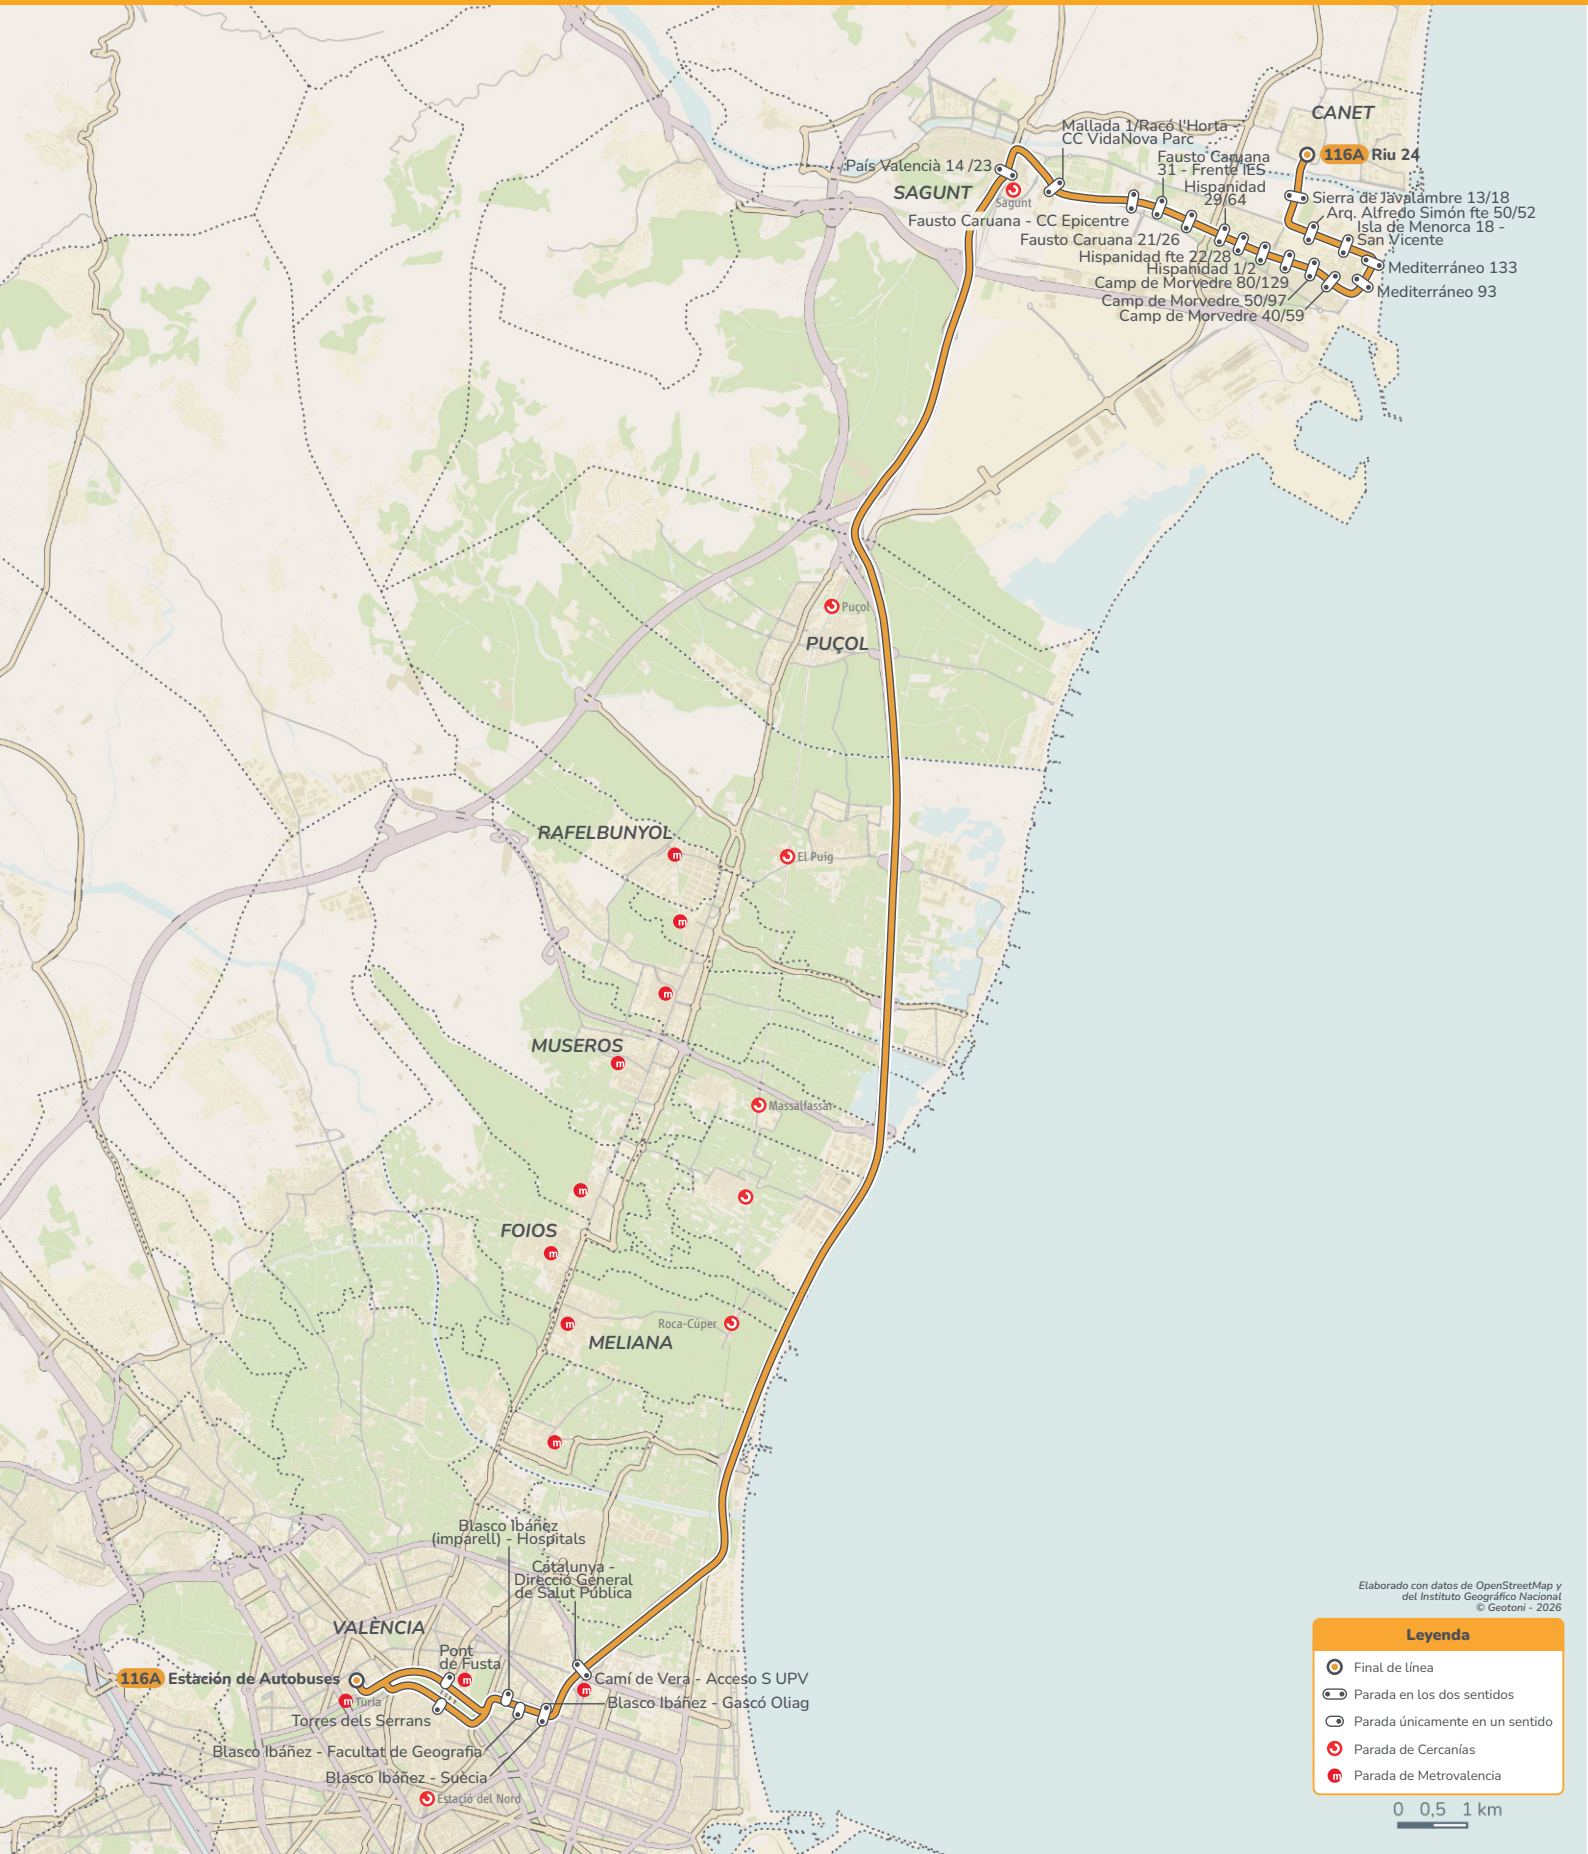 CANET
116A Riu 24
Mallada 1/Racó l'Horta -
CC VidaNova Parc
País Valencià 14 /23
Fausto Caruana
31 - Frente IES
SAGUNT
Sagunt
Hispanidad
29/64
Sierra de Javalambre 13/18
Arq. Alfredo Simón fte 50/52
Fausto Caruana - CC Epicentre
Isla de Menorca 18 -
San Vicente
Fausto Caruana 21/26
Hispanidad fte 22/28
Hispanidad 1/2
Mediterráneo 133
Camp de Morvedre 80/129
Mediterráneo 93
Camp de Morvedre 50/97
Camp de Morvedre 40/59
Puçol
PUÇOL
RAFELBUNYOL
m
El Puig
m
m
MUSEROS
m
Massalfassar
m
FOIOS
m
m
Roca-Cúper
MELIANA
m
Blasco Ibáñez
(imparell) - Hospitals
Catalunya -
Direcció General
de Salut Pública
VALÈNCIA
Pont
de Fusta
m
116A Estación de Autobuses
Camí de Vera - Acceso S UPV
m
m Túria
Blasco Ibáñez - Gascó Oliag
Torres dels Serrans
Blasco Ibáñez - Facultat de Geografia
Blasco Ibáñez - Suècia
Estació del Nord
Elaborado con datos de OpenStreetMap y
del Instituto Geográfico Nacional
© Geotoni - 2026
Leyenda
Final de línea
Parada en los dos sentidos
Parada únicamente en un sentido
Parada de Cercanías
m Parada de Metrovalencia
0 0,5 1 km